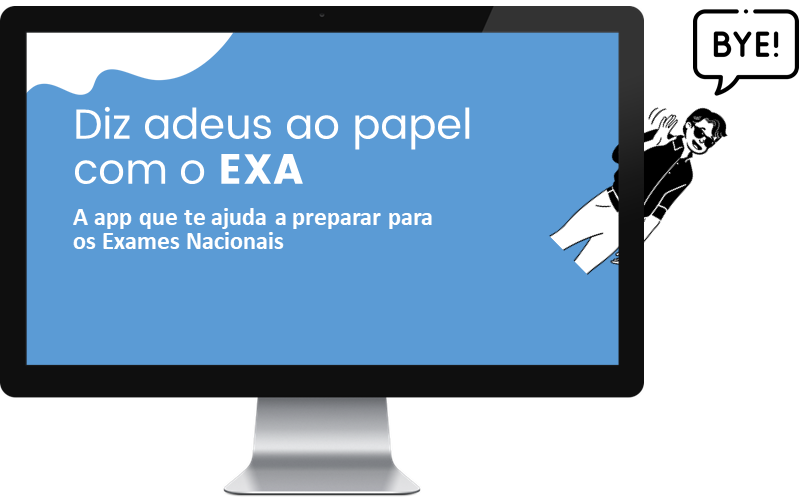 BYE!
Diz adeus ao papel
com o EXA
A app que te ajuda a preparar para
os Exames Nacionais